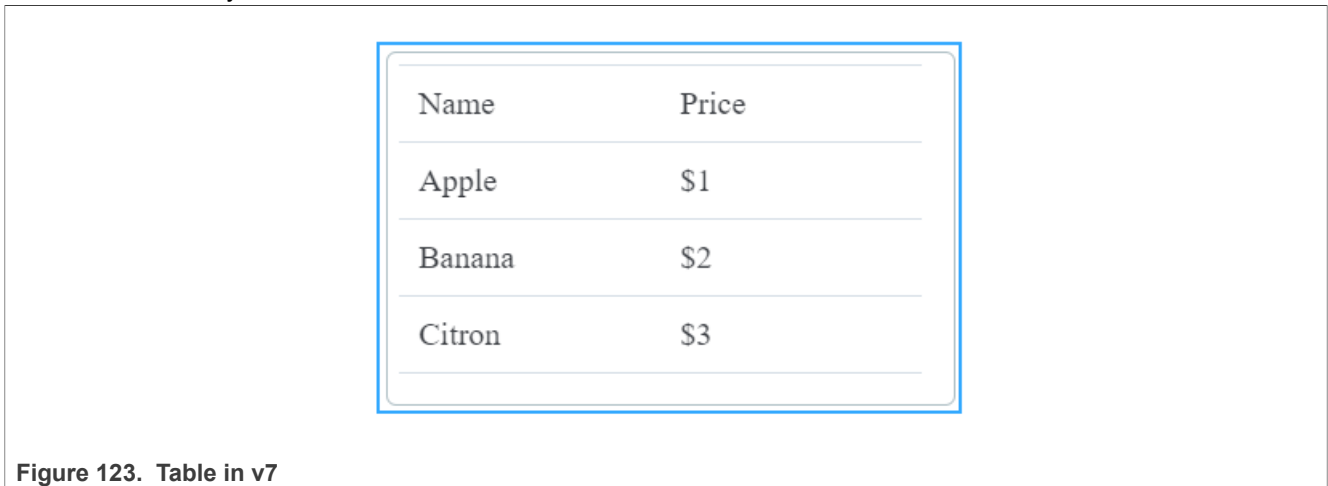 Name Price
Apple $1
Banana $2
Citron $3
Figure 123. Table in v7